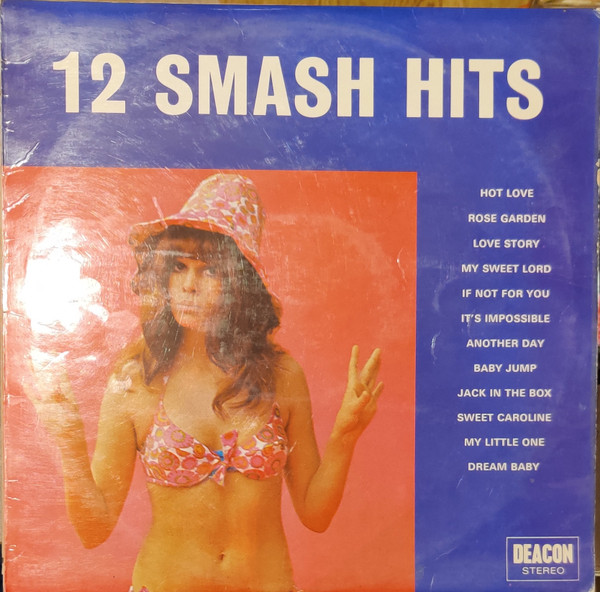 12 SMASH HITS
HOT LOVE
ROSE GARDEN
LOVE STORY
MY SWEET LORD
IF NOT FOR YOU
IT'S IMPOSSIBLE
ANOTHER DAY
BABY JUMP
JACK IN THE BOX
SWEET CAROLINE
MY LITTLE ONE
DREAM BABY
DEACON
STEREO